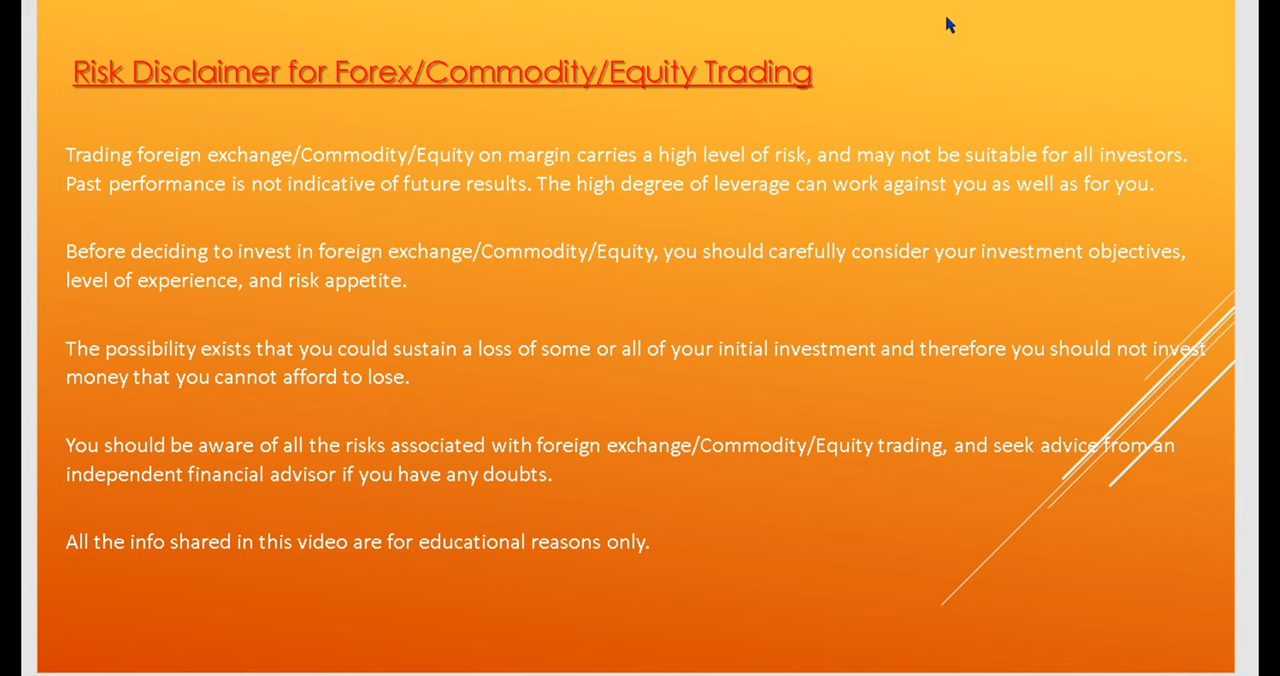 Risk Disclaimer for Forex/Commodity/Equity Trading
Trading foreign exchange/Commodity/Equity on margin carries a high level of risk, and may not be suitable for all investors.
Past performance is not indicative of future results. The high degree of leverage can work against you as well as for you.
Before deciding to invest in foreign exchange/Commodity/Equity, you should carefully consider your investment objectives,
level of experience, and risk appetite.
The possibility exists that you could sustain a loss of some or all of your initial investment and therefore you should not invest
money that you cannot afford to lose.
You should be aware of all the risks associated with foreign exchange/Commodity/Equity trading, and seek advice from an
independent financial advisor if you have any doubts.
All the info shared in this video are for educational reasons only.